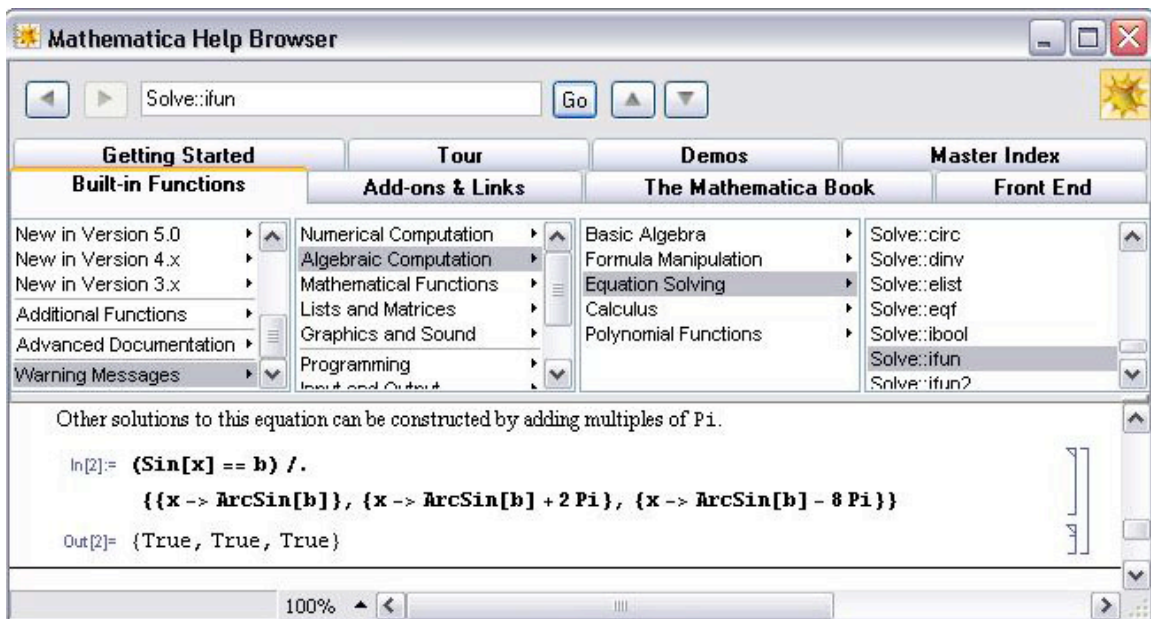 Mathematica Help Browser
Solve::ifun
Go
Getting Started Tour Demos Master Index
Built-in Functions Add-ons & Links The Mathematica Book Front End
New in Version 5.0
New in Version 4.x
New in Version 3.x
Additional Functions
Advanced Documentation
Warning Messages
Numerical Computation
Algebraic Computation
Mathematical Functions
Lists and Matrices
Graphics and Sound
Programming
Input and Output
Basic Algebra
Formula Manipulation
Equation Solving
Calculus
Polynomial Functions
Solve::circ
Solve::dinv
Solve::elist
Solve::eqf
Solve::ibool
Solve::ifun
Solve::ifun2
Other solutions to this equation can be constructed by adding multiples of Pi.
In[2]:= (Sin[x] == b) /.
{{x -> ArcSin[b]}, {x -> ArcSin[b] + 2 Pi}, {x -> ArcSin[b] - 8 Pi}}
Out[2]= {True, True, True}
100%